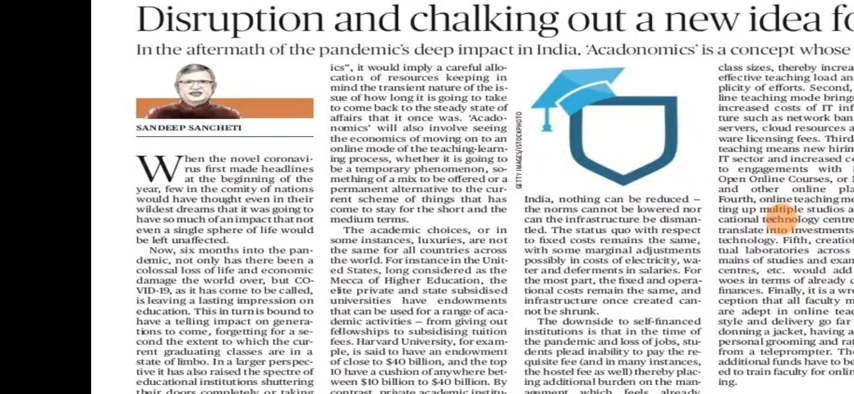 Disruption and chalking out a new idea fo
In the aftermath of the pandemic's deep impact in India, 'Acadonomics' is a concept whose
SANDEEP SANCHETI
When the novel coronavi-
rus first made headlines
at the beginning of the
year, few in the comity of nations
would have thought even in their
wildest dreams that it was going to
have so much of an impact that not
even a single sphere of life would
be left unaffected.
Now, six months into the pan-
demic, not only has there been a
colossal loss of life and economic
damage the world over, but CO-
VID-19, as it has come to be called,
is leaving a lasting impression on
education. This in turn is bound to
have a telling impact on genera-
tions to come, forgetting for a se-
cond the extent to which the cur-
rent graduating classes are in a
state of limbo. In a larger perspec-
tive it has also raised the spectre of
educational institutions shuttering
their doors completely or taking
ics", it would imply a careful allo-
cation of resources keeping in
mind the transient nature of the is-
sue of how long it is going to take
to come back to the steady state of
affairs that it once was. 'Acado-
nomics' will also involve seeing
the economics of moving on to an
online mode of the teaching-learn-
ing process, whether it is going to
be a temporary phenomenon, so-
mething of a mix to be offered or a
permanent alternative to the cur-
rent scheme of things that has
come to stay for the short and the
medium terms.
The academic choices, or in
some instances, luxuries, are not
the same for all countries across
the world. For instance in the Unit-
ed States, long considered as the
Mecca of Higher Education, the
elite private and state subsidised
universities have endowments
that can be used for a range of aca-
demic activities – from giving out
fellowships to subsidising tuition
fees. Harvard University, for exam-
ple, is said to have an endowment
of close to $40 billion, and the top
10 have a cushion of anywhere bet-
ween $10 billion to $40 billion. By
contrast, private academic institu-
GETTY IMAGES/ISTOCKPHOTO
India, nothing can be reduced –
the norms cannot be lowered nor
can the infrastructure be disman-
tled. The status quo with respect
to fixed costs remains the same,
with some marginal adjustments
possibly in costs of electricity, wa-
ter and deferments in salaries. For
the most part, the fixed and opera-
tional costs remain the same, and
infrastructure once created can-
not be shrunk.
The downside to self-financed
institutions is that in the time of
the pandemic and loss of jobs, stu-
dents plead inability to pay the re-
quisite fee (and in many instances,
the hostel fee as well) thereby plac-
ing additional burden on the man-
agement which feels already
class sizes, thereby increa
effective teaching load an
plicity of efforts. Second,
line teaching mode brings
increased costs of IT inf
ture such as network ban
servers, cloud resources a
ware licensing fees. Third
teaching means new hirin
IT sector and increased co
to engagements with
Open Online Courses, or
and other online pla
Fourth, online teaching me
ting up multiple studios a
cational technology centre
translate into investments
technology. Fifth, creation
tual laboratories across
mains of studies and exam
centres, etc. would add
woes in terms of already c
finances. Finally, it is a wr
ception that all faculty m
are adept in online teac
style and delivery go far
donning a jacket, having a
personal grooming and rat
from a teleprompter. The
additional funds have to be
ed to train faculty for onlin
ing.